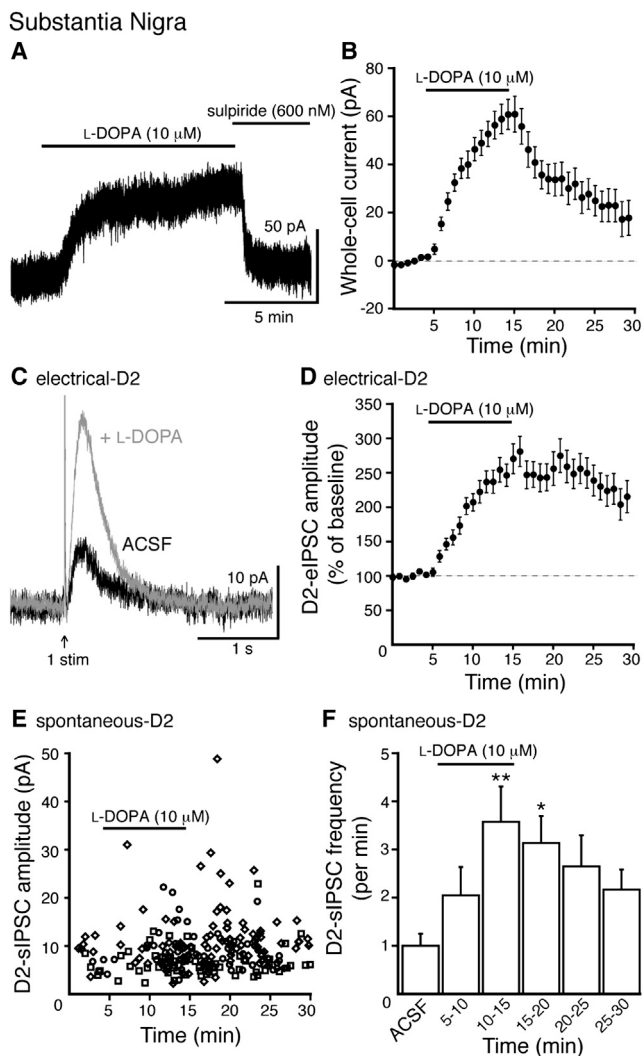 Substantia Nigra
A
sulpiride (600 nM)
L-DOPA (10 μM)
50 pA
5 min
B
L-DOPA (10 μM)
Whole-cell current (pA)
80
60
40
20
0
-20
5
10
15
20
25
30
Time (min)
C electrical-D2
+ L-DOPA
ACSF
10 pA
1 s
1 stim
D electrical-D2
L-DOPA (10 μM)
D2-eIPSC amplitude
(% of baseline)
350
300
250
200
150
100
50
0
5
10
15
20
25
30
Time (min)
E spontaneous-D2
L-DOPA (10 μM)
D2-sIPSC amplitude (pA)
50
40
30
20
10
0
5
10
15
20
25
30
Time (min)
F spontaneous-D2
L-DOPA (10 μM)
D2-sIPSC frequency
(per min)
5
4
3
2
1
0
**
*
ACSF
5-10
10-15
15-20
20-25
25-30
Time (min)